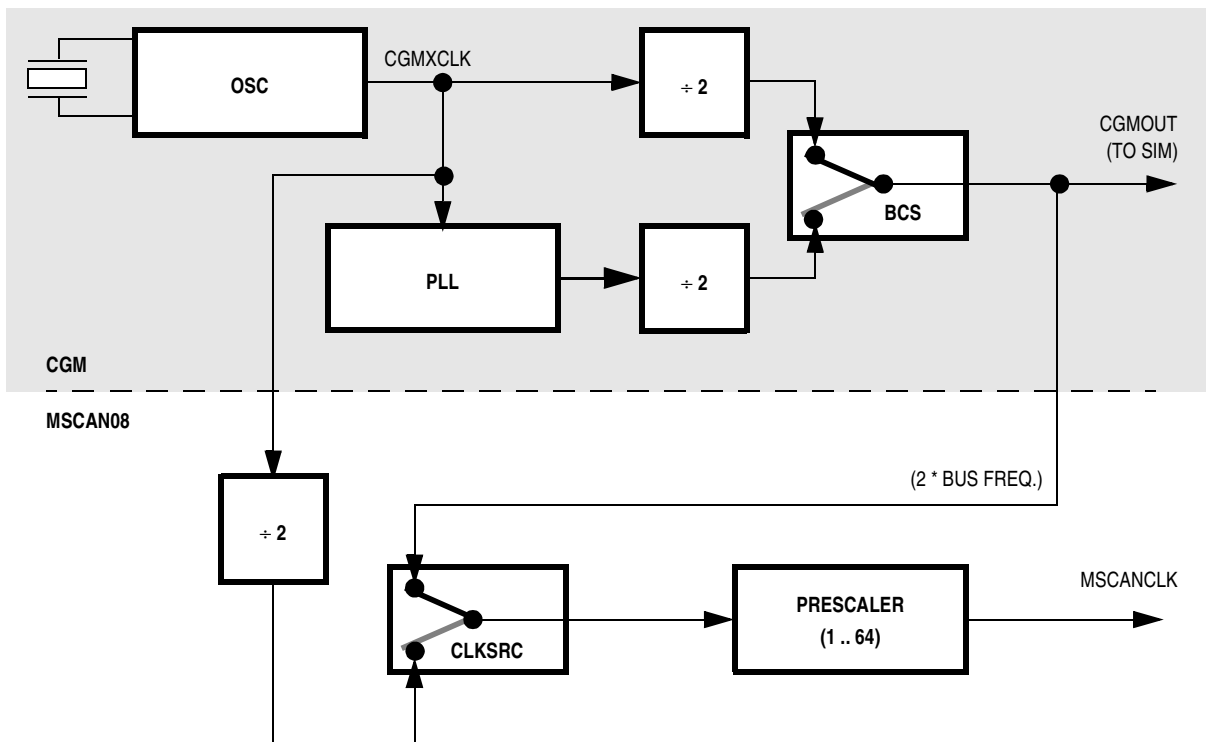 CGMXCLK
OSC
÷ 2
CGMOUT
(TO SIM)
BCS
PLL
÷ 2
CGM
MSCAN08
(2 * BUS FREQ.)
÷ 2
MSCANCLK
PRESCALER
(1 .. 64)
CLKSRC